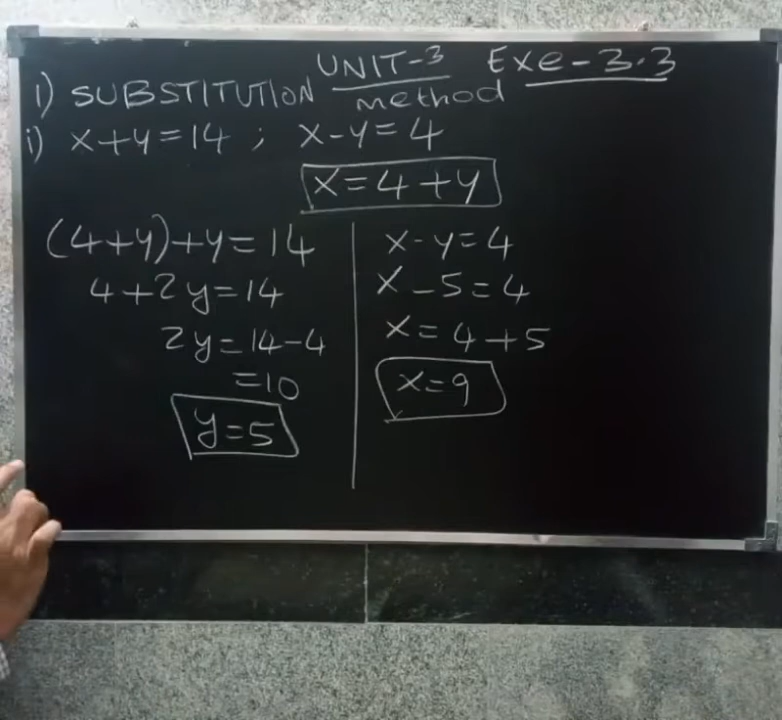 UNIT-3 Exe-3.3
1) SUBSTITUTION method
i) x+y=14 ; x-y=4
x=4+y
(4+y)+y=14
4+2y=14
2y=14-4
=10
y=5
x-y=4
x-5=4
x=4+5
x=9